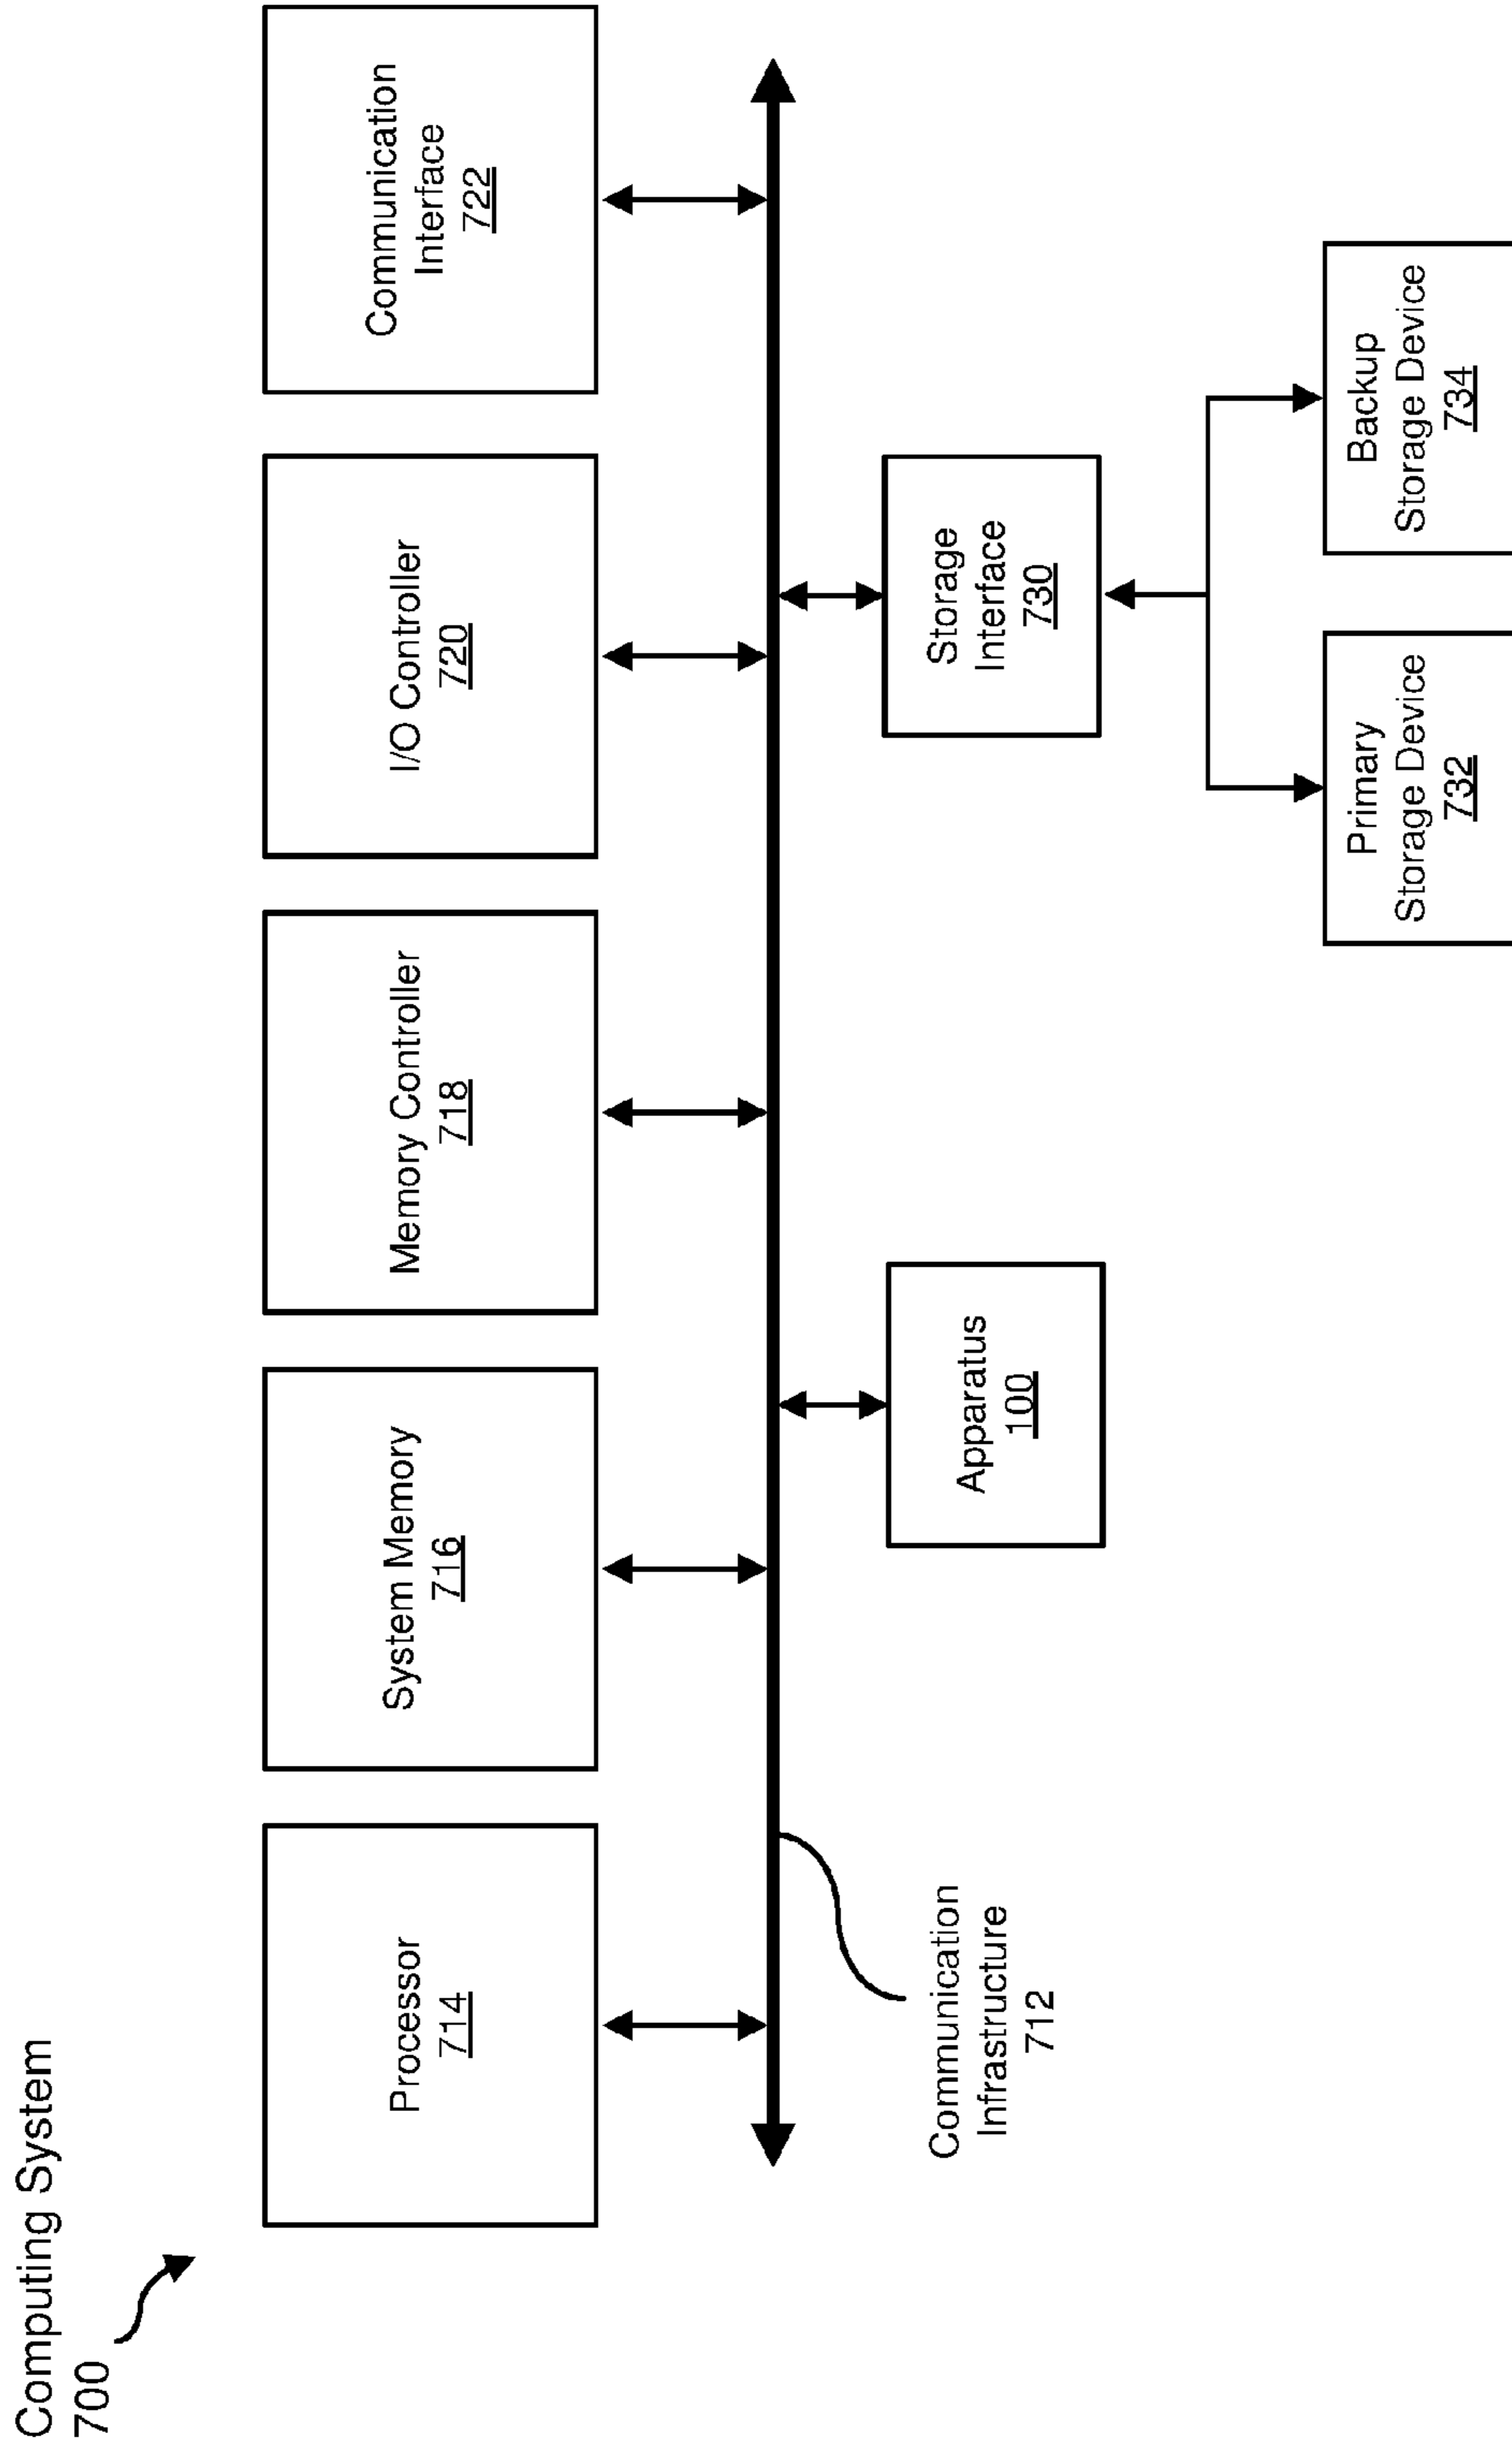 Computing System
700
Processor
714
System Memory
716
Memory Controller
718
I/O Controller
720
Communication
Interface
722
Communication
Infrastructure
712
Apparatus
100
Storage
Interface
730
Primary
Storage Device
732
Backup
Storage Device
734